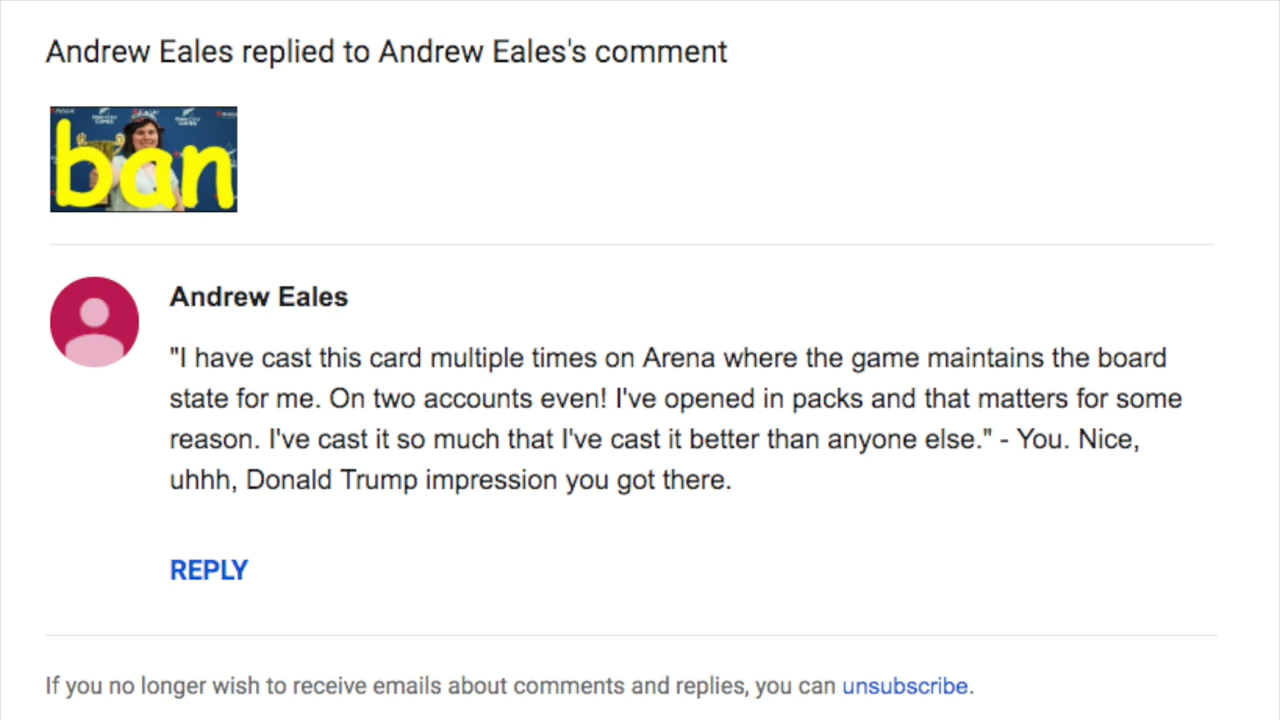 Andrew Eales replied to Andrew Eales's comment
ban
Andrew Eales
"I have cast this card multiple times on Arena where the game maintains the board
state for me. On two accounts even! I've opened in packs and that matters for some
reason. I've cast it so much that I've cast it better than anyone else." - You. Nice,
uhhh, Donald Trump impression you got there.
REPLY
If you no longer wish to receive emails about comments and replies, you can unsubscribe.